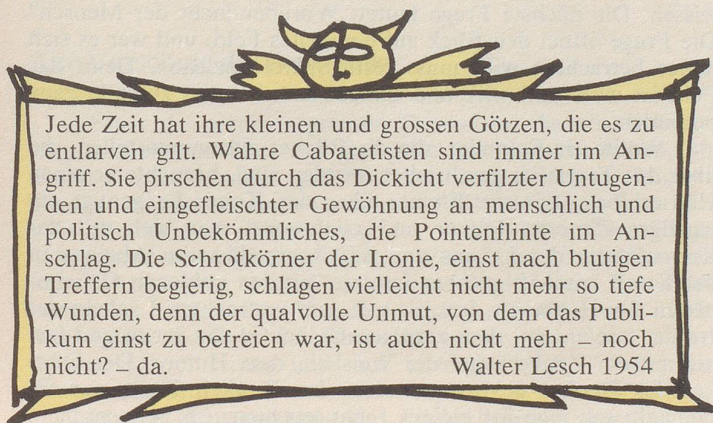 Jede Zeit hat ihre kleinen und grossen Götzen, die es zu
entlarven gilt. Wahre Cabaretisten sind immer im An-
griff. Sie pirschen durch das Dickicht verfilzter Untugen-
den und eingefleischter Gewöhnung an menschlich und
politisch Unbekömmliches, die Pointenflinte im An-
schlag. Die Schrotkörner der Ironie, einst nach blutigen
Treffern begierig, schlagen vielleicht nicht mehr so tiefe
Wunden, denn der qualvolle Unmut, von dem das Publi-
kum einst zu befreien war, ist auch nicht mehr – noch
nicht? – da. Walter Lesch 1954